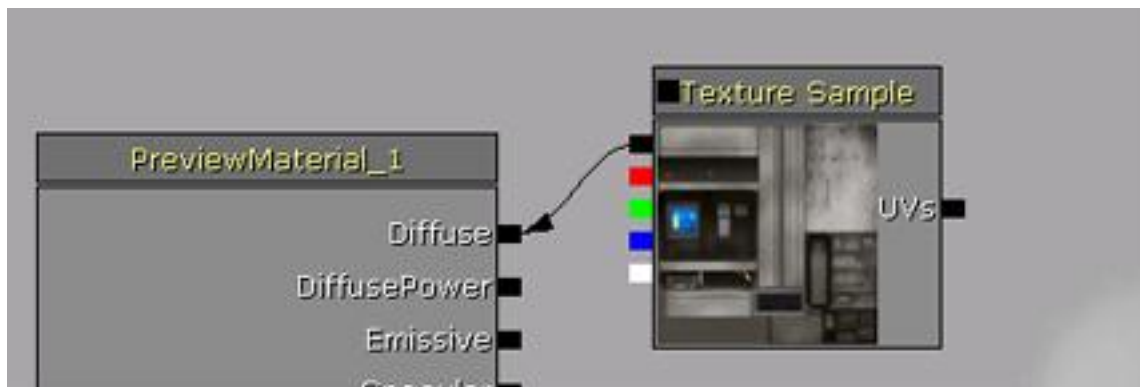 Texture Sample
PreviewMaterial_1
UVs
Diffuse
DiffusePower
Emissive